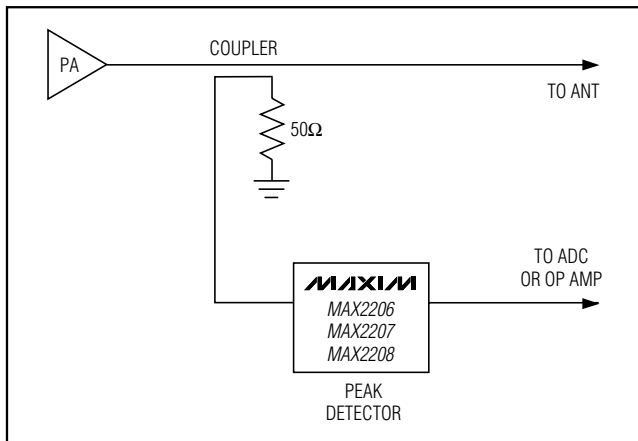 PA
COUPLER
TO ANT
50Ω
TO ADC
OR OP AMP
MAXIM
MAX2206
MAX2207
MAX2208
PEAK
DETECTOR